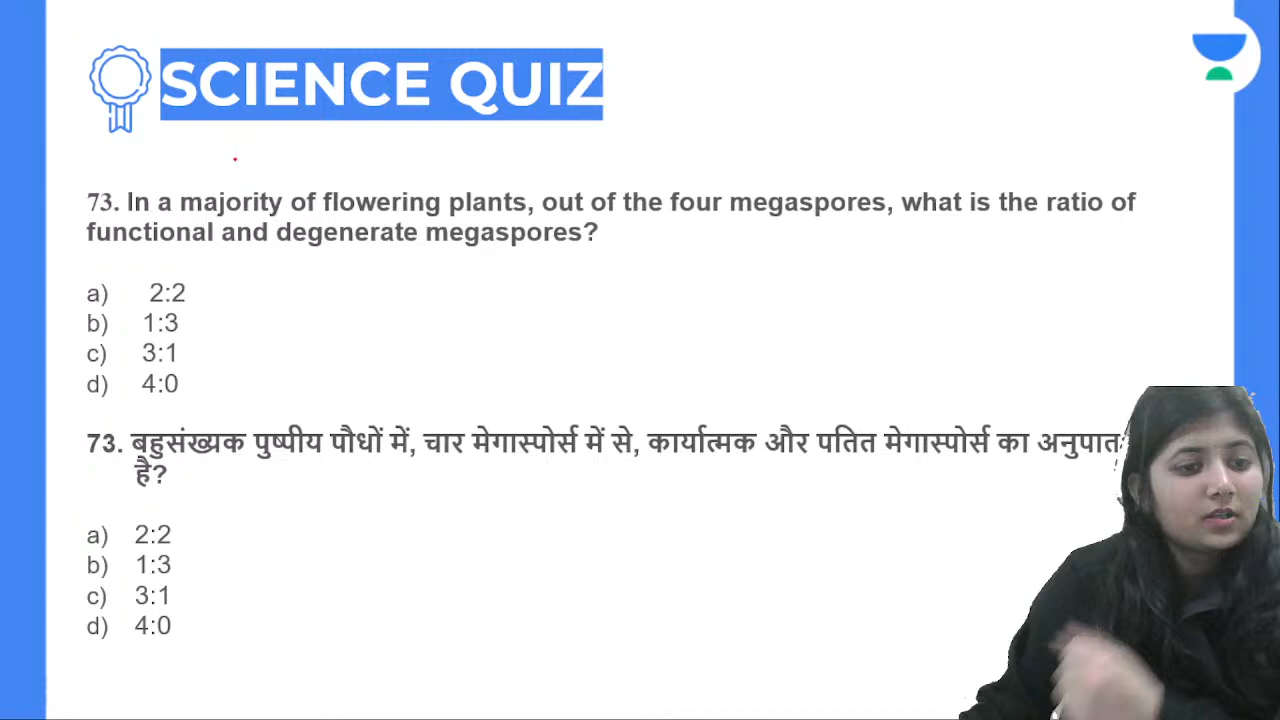 SCIENCE QUIZ
73. In a majority of flowering plants, out of the four megaspores, what is the ratio of
functional and degenerate megaspores?
a) 2:2
b) 1:3
c) 3:1
d) 4:0
73. बहुसंख्यक पुष्पीय पौधों में, चार मेगास्पोर्स में से, कार्यात्मक और पतित मेगास्पोर्स का अनुपात
है?
a) 2:2
b) 1:3
c) 3:1
d) 4:0